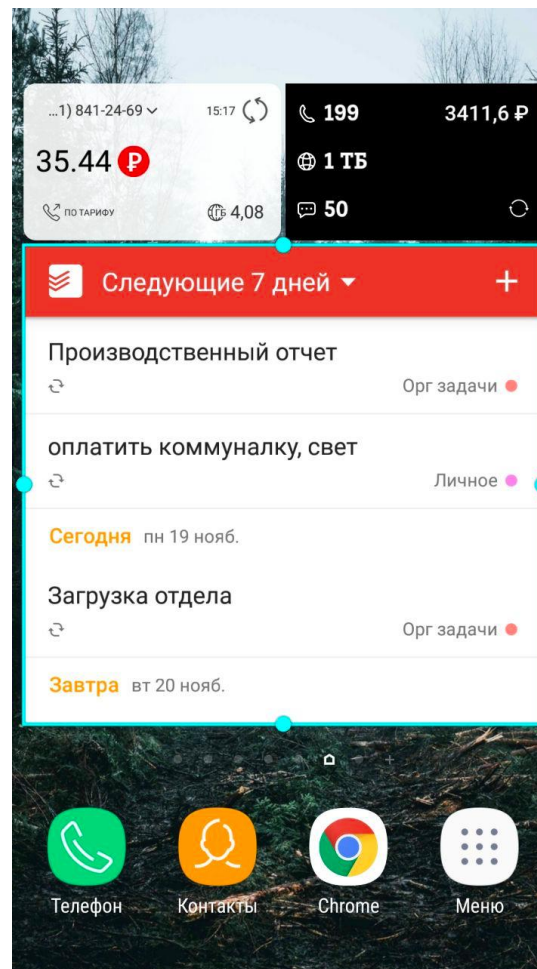 ...1) 841-24-69
15:17
35.44 ₽
ПО ТАРИФУ
ГБ 4,08
199
3411,6 ₽
1 ТБ
50
Следующие 7 дней
+
Производственный отчет
Орг задачи
оплатить коммуналку, свет
Личное
Сегодня пн 19 нояб.
Загрузка отдела
Орг задачи
Завтра вт 20 нояб.
Телефон
Контакты
Chrome
Меню